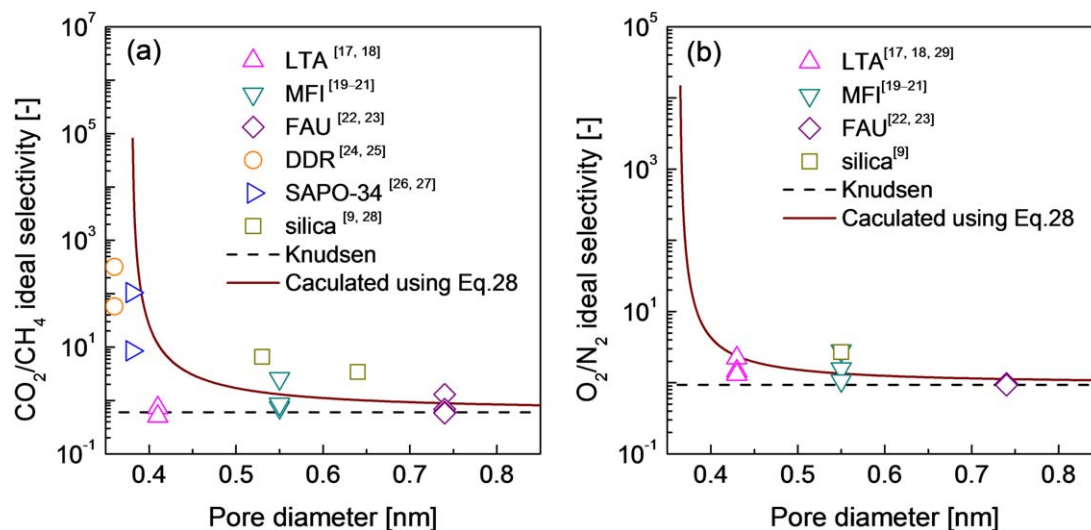 (a)
LTA [17, 18]
MFI [19–21]
FAU [22, 23]
DDR [24, 25]
SAPO-34 [26, 27]
silica [9, 28]
Knudsen
Caculated using Eq.28
CO2/CH4 ideal selectivity [-]
10^7
10^5
10^3
10^1
10^-1
0.4 0.5 0.6 0.7 0.8
Pore diameter [nm]
(b)
LTA [17, 18, 29]
MFI [19–21]
FAU [22, 23]
silica [9]
Knudsen
Caculated using Eq.28
O2/N2 ideal selectivity [-]
10^5
10^3
10^1
10^-1
0.4 0.5 0.6 0.7 0.8
Pore diameter [nm]